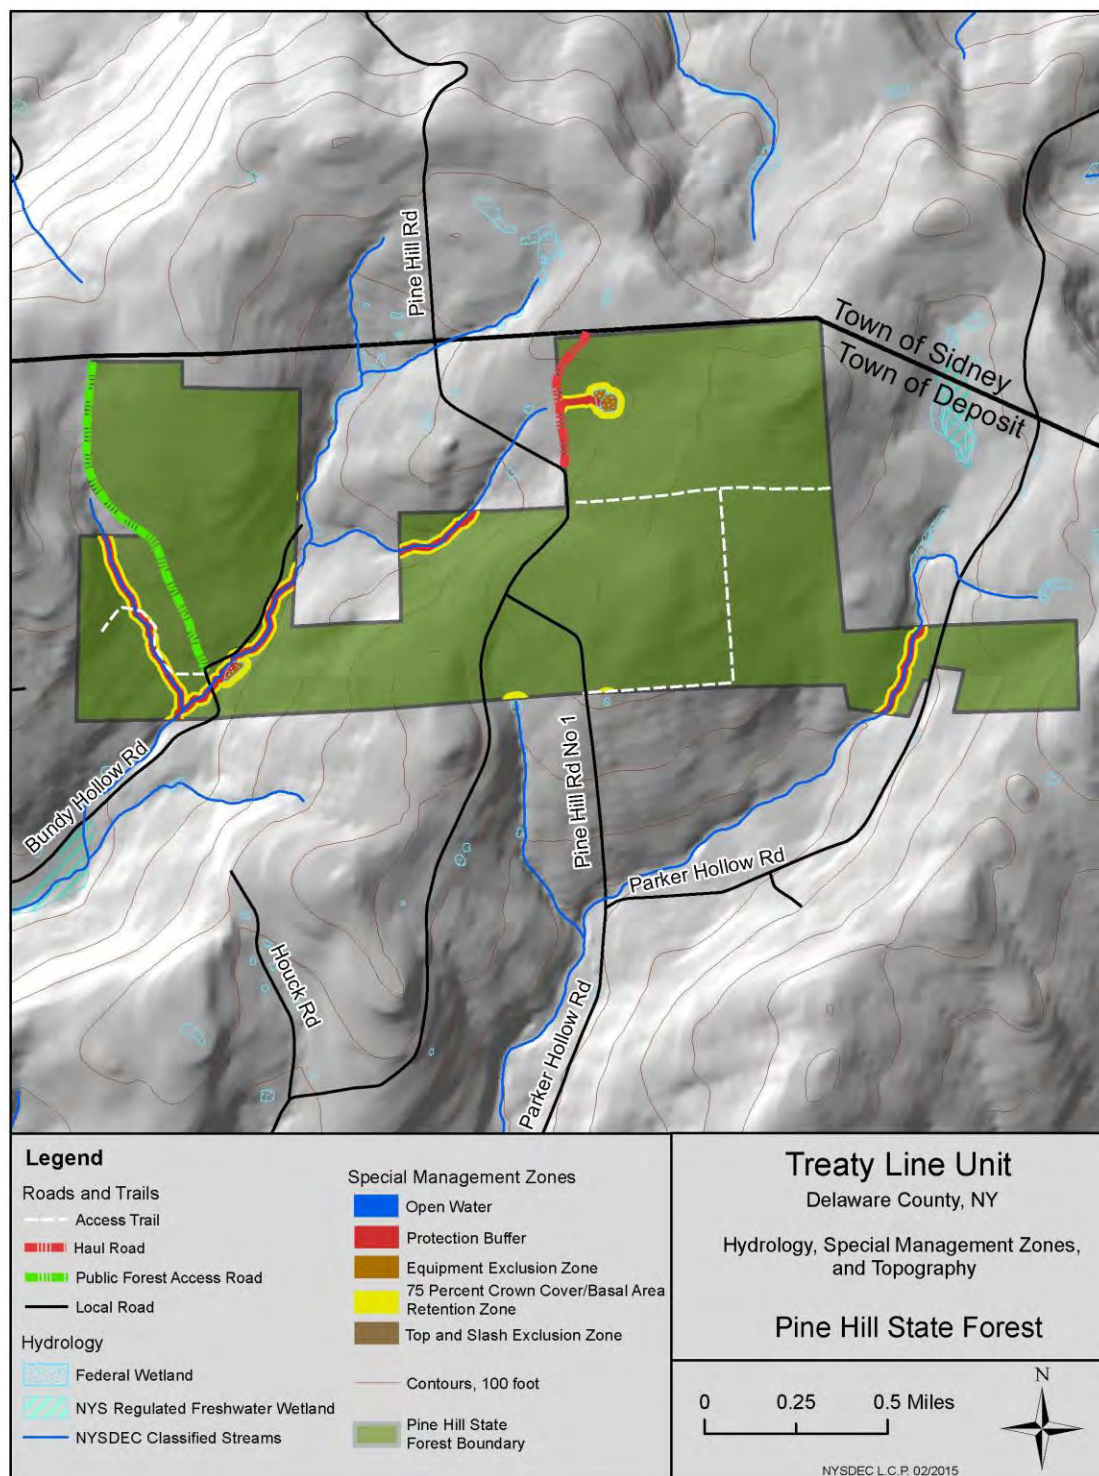 Pine Hill Rd
Town of Sidney
Town of Deposit
Bundy Hollow Rd
Pine Hill Rd No 1
Parker Hollow Rd
Houck Rd
Parker Hollow Rd
Legend
Roads and Trails
Access Trail
Haul Road
Public Forest Access Road
Local Road
Hydrology
Federal Wetland
NYS Regulated Freshwater Wetland
NYSDEC Classified Streams
Special Management Zones
Open Water
Protection Buffer
Equipment Exclusion Zone
75 Percent Crown Cover/Basal Area
Retention Zone
Top and Slash Exclusion Zone
Contours, 100 foot
Pine Hill State
Forest Boundary
Treaty Line Unit
Delaware County, NY
Hydrology, Special Management Zones,
and Topography
Pine Hill State Forest
0 0.25 0.5 Miles
N
NYSDEC L.C.P. 02/2015